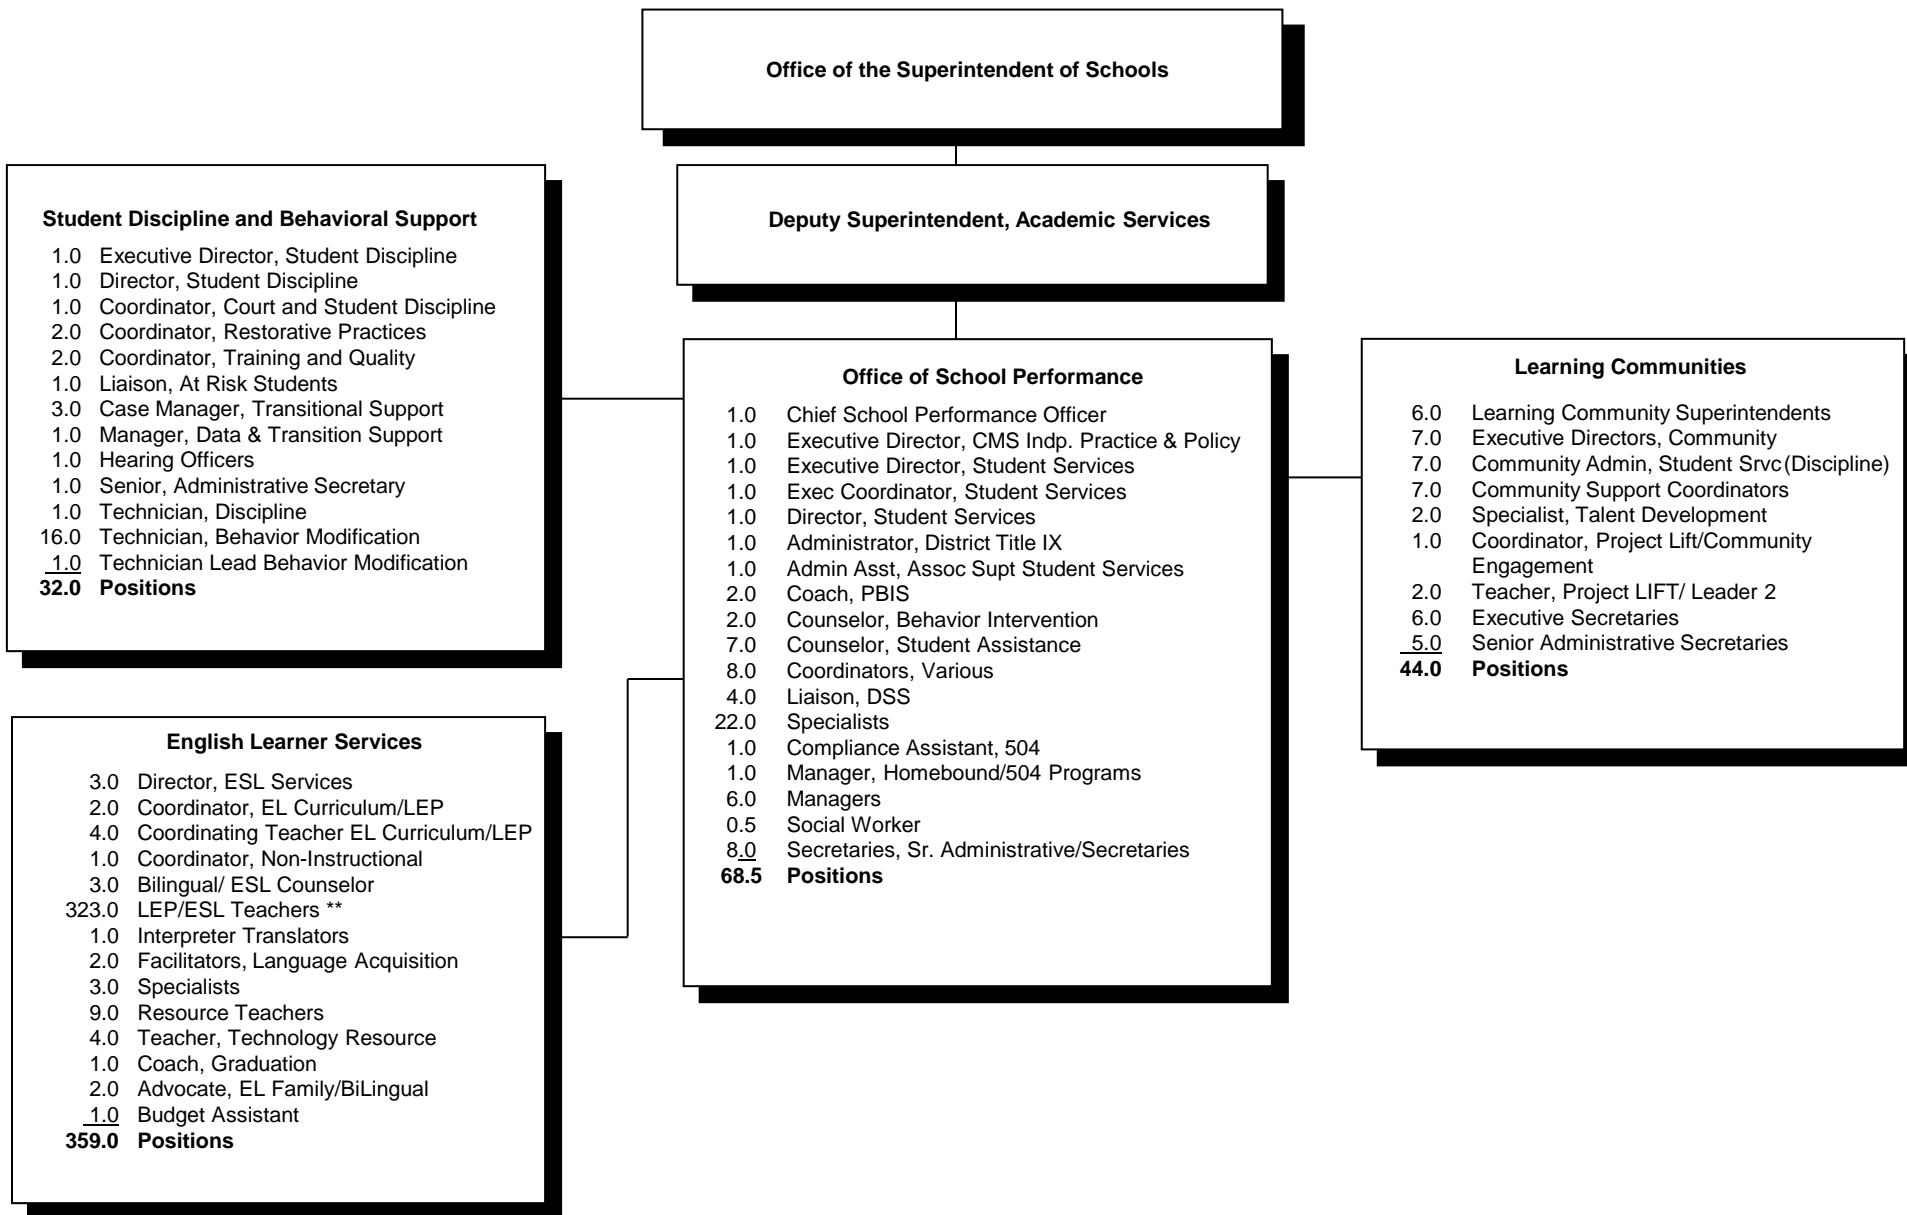 Office of the Superintendent of Schools
Deputy Superintendent, Academic Services
Student Discipline and Behavioral Support
1.0 Executive Director, Student Discipline
1.0 Director, Student Discipline
1.0 Coordinator, Court and Student Discipline
2.0 Coordinator, Restorative Practices
2.0 Coordinator, Training and Quality
1.0 Liaison, At Risk Students
3.0 Case Manager, Transitional Support
1.0 Manager, Data & Transition Support
1.0 Hearing Officers
1.0 Senior, Administrative Secretary
1.0 Technician, Discipline
16.0 Technician, Behavior Modification
1.0 Technician Lead Behavior Modification
32.0 Positions
Office of School Performance
1.0 Chief School Performance Officer
1.0 Executive Director, CMS Indp. Practice & Policy
1.0 Executive Director, Student Services
1.0 Exec Coordinator, Student Services
1.0 Director, Student Services
1.0 Administrator, District Title IX
1.0 Admin Asst, Assoc Supt Student Services
2.0 Coach, PBIS
2.0 Counselor, Behavior Intervention
7.0 Counselor, Student Assistance
8.0 Coordinators, Various
4.0 Liaison, DSS
22.0 Specialists
1.0 Compliance Assistant, 504
1.0 Manager, Homebound/504 Programs
6.0 Managers
0.5 Social Worker
8.0 Secretaries, Sr. Administrative/Secretaries
68.5 Positions
Learning Communities
6.0 Learning Community Superintendents
7.0 Executive Directors, Community
7.0 Community Admin, Student Srvc (Discipline)
7.0 Community Support Coordinators
2.0 Specialist, Talent Development
1.0 Coordinator, Project Lift/Community
Engagement
2.0 Teacher, Project LIFT/ Leader 2
6.0 Executive Secretaries
5.0 Senior Administrative Secretaries
44.0 Positions
English Learner Services
3.0 Director, ESL Services
2.0 Coordinator, EL Curriculum/LEP
4.0 Coordinating Teacher EL Curriculum/LEP
1.0 Coordinator, Non-Instructional
3.0 Bilingual/ ESL Counselor
323.0 LEP/ESL Teachers **
1.0 Interpreter Translators
2.0 Facilitators, Language Acquisition
3.0 Specialists
9.0 Resource Teachers
4.0 Teacher, Technology Resource
1.0 Coach, Graduation
2.0 Advocate, EL Family/BiLingual
1.0 Budget Assistant
359.0 Positions